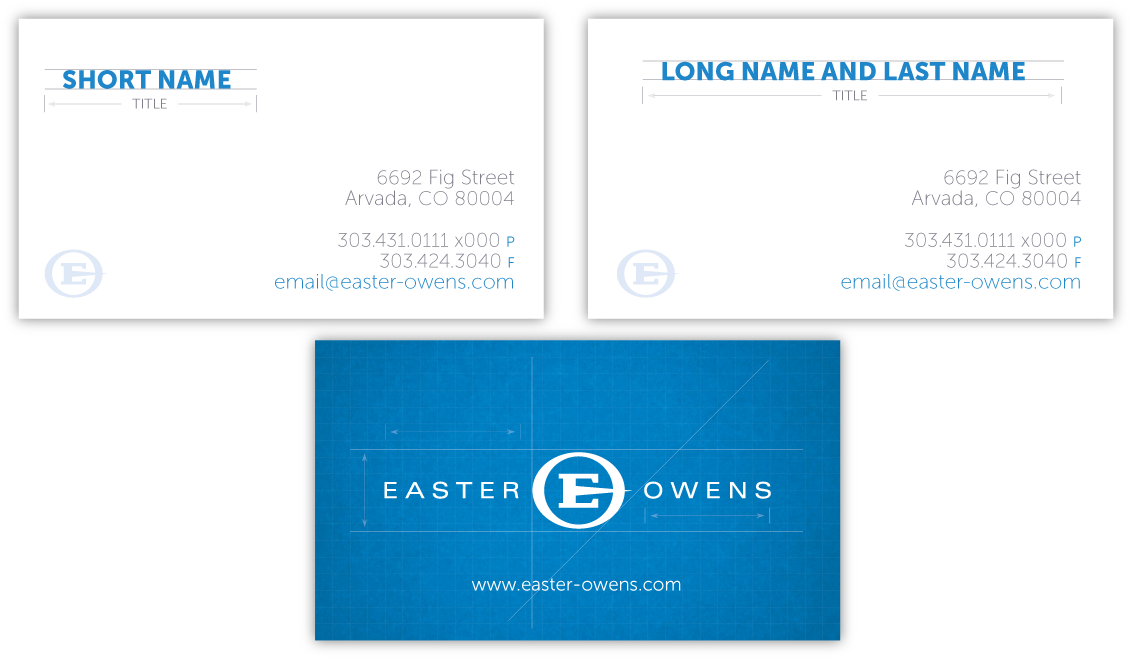 SHORT NAME
TITLE
6692 Fig Street
Arvada, CO 80004
303.431.0111 x000 P
303.424.3040 F
email@easter-owens.com
E
LONG NAME AND LAST NAME
TITLE
6692 Fig Street
Arvada, CO 80004
303.431.0111 x000 P
303.424.3040 F
email@easter-owens.com
E
EASTER E OWENS
www.easter-owens.com